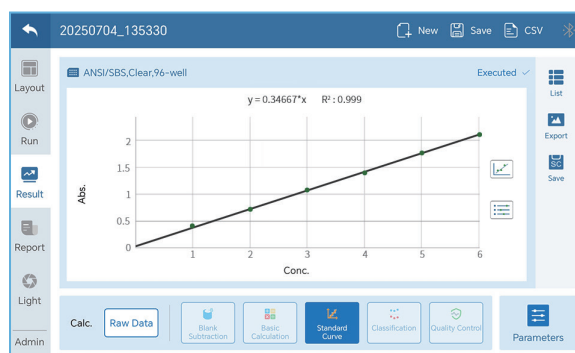 20250704_135330
New
Save
CSV
Layout
Run
Result
Report
Light
Admin
ANSI/SBS,Clear,96-well
Executed
y=0.34667*x R²:0.999
Abs.
2
1.5
1
0.5
0
1 2 3 4 5 6
Conc.
List
Export
SC
Save
Calc.
Raw Data
Blank
Subtraction
Basic
Calculation
Standard
Curve
Classification
Quality Control
Parameters